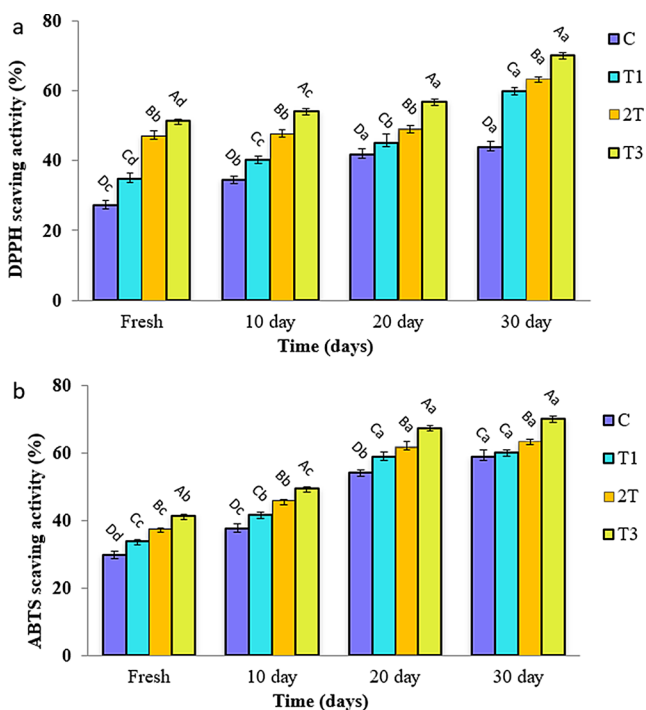 a
DPPH scaving activity (%)
80
60
40
20
0
Dc Cd Bb Ad
Db Cc Bb Ac
Da Cb Bb Aa
Da Ca Ba Aa
Fresh 10 day 20 day 30 day
Time (days)
C
T1
2T
T3
b
ABTS scaving activity (%)
80
60
40
20
0
Dd Cc Bc Ab
Dc Cb Bb Ac
Db Ca Ba Aa
Ca Ca Ba Aa
Fresh 10 day 20 day 30 day
Time (days)
C
T1
2T
T3